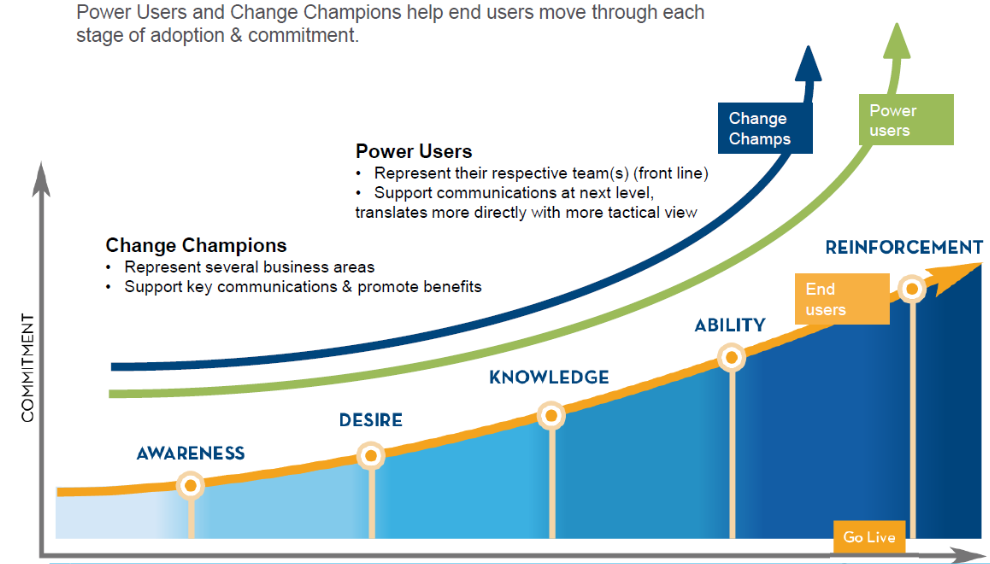 Power Users and Change Champions help end users move through each
stage of adoption & commitment.
Change
Champs
Power
users
Power Users
• Represent their respective team(s) (front line)
• Support communications at next level,
translates more directly with more tactical view
Change Champions
• Represent several business areas
• Support key communications & promote benefits
REINFORCEMENT
End
users
ABILITY
KNOWLEDGE
DESIRE
AWARENESS
COMMITMENT
Go Live